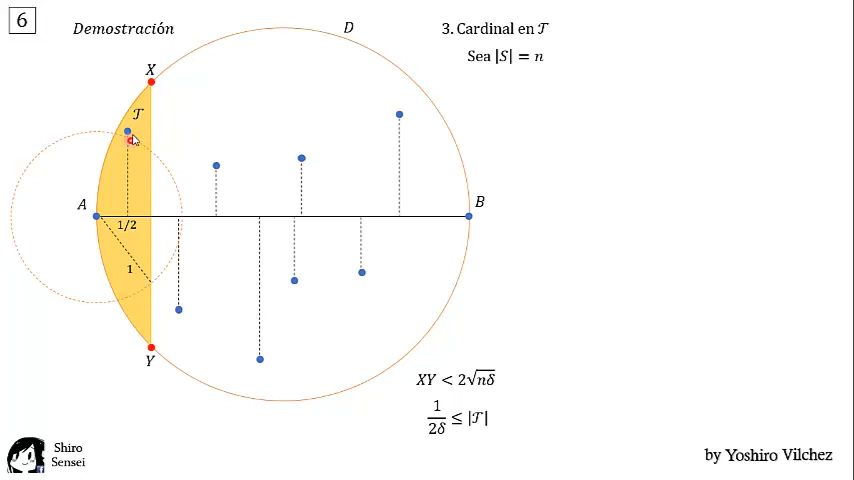 6
Demostración
D
3. Cardinal en 𝒯
Sea |S| = n
X
𝒯
A
B
1/2
1
Y
XY < 2√nδ
1/2δ ≤ |𝒯|
Shiro
Sensei
by Yoshiro Vilchez